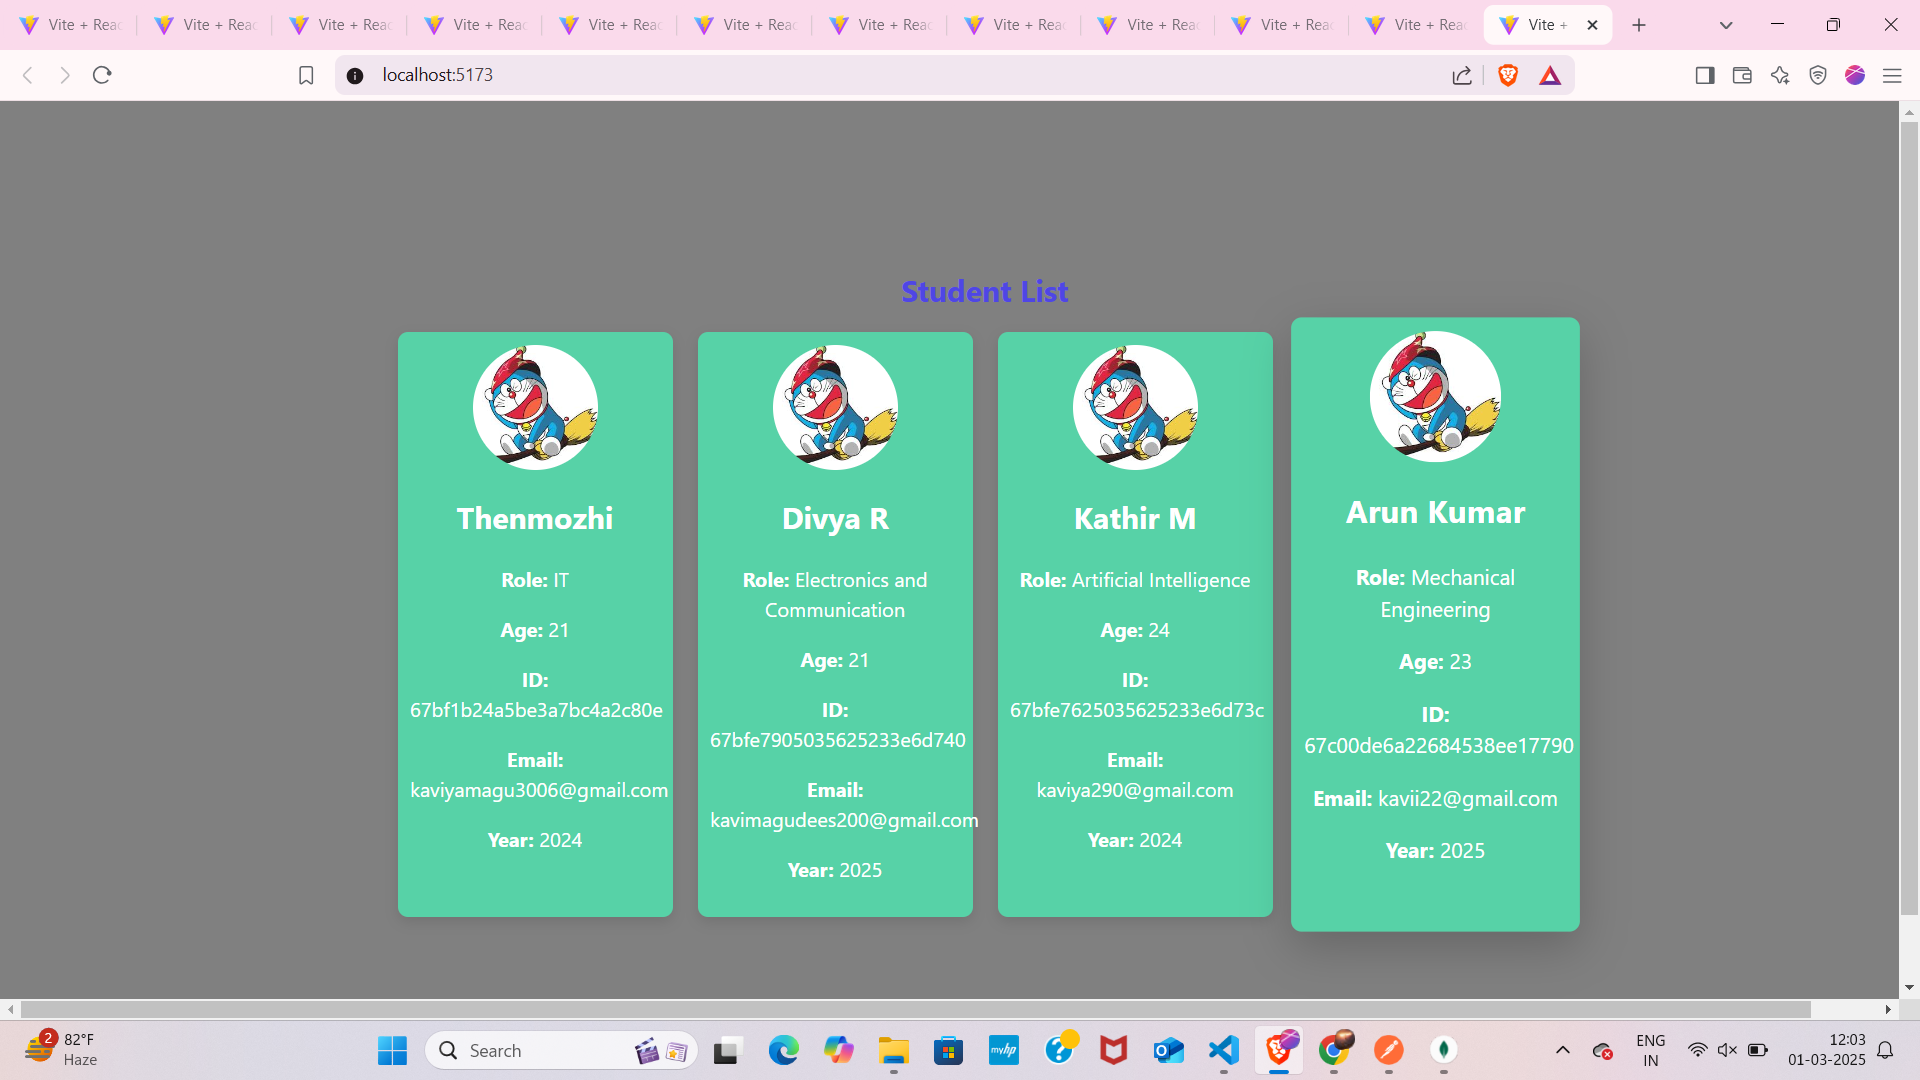 Vite + Reac
Vite + Reac
Vite + Reac
Vite + Reac
Vite + Reac
Vite + Reac
Vite + Reac
Vite + Reac
Vite + Reac
Vite + Reac
Vite + Reac
Vite +
localhost:5173
Student List
Thenmozhi
Role: IT
Age: 21
ID:
67bf1b24a5be3a7bc4a2c80e
Email:
kaviyamagu3006@gmail.com
Year: 2024
Divya R
Role: Electronics and
Communication
Age: 21
ID:
67bfe7905035625233e6d740
Email:
kavimagudees200@gmail.com
Year: 2025
Kathir M
Role: Artificial Intelligence
Age: 24
ID:
67bfe7625035625233e6d73c
Email:
kaviya290@gmail.com
Year: 2024
Arun Kumar
Role: Mechanical
Engineering
Age: 23
ID:
67c00de6a22684538ee17790
Email: kavii22@gmail.com
Year: 2025
2
82°F
Haze
Search
myhp
ENG
IN
12:03
01-03-2025